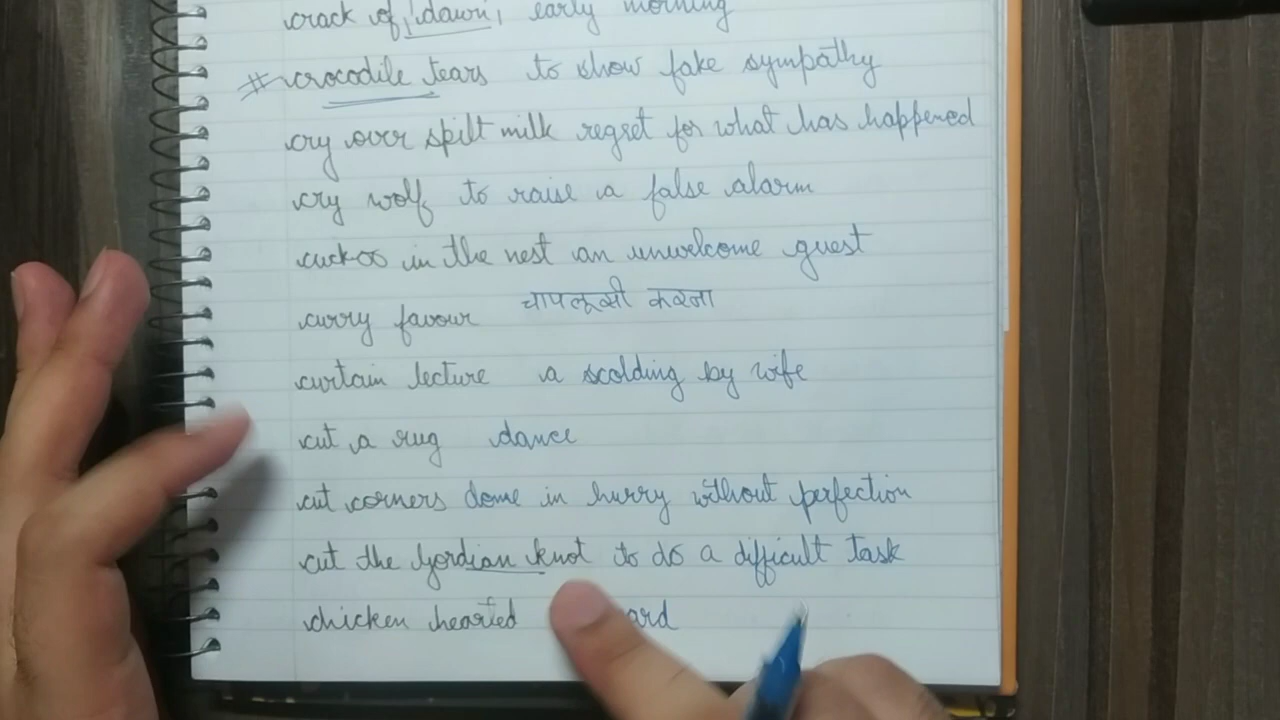 crack of dawn, early morning
# crocodile tears to show fake sympathy
cry over spilt milk regret for what has happened
cry wolf to raise a false alarm
cuckoo in the nest an unwelcome guest
curry favour चापलूसी करना
curtain lecture a scolding by wife
cut a rug dance
cut corners done in hurry without perfection
cut the Gordian knot to do a difficult task
chicken hearted